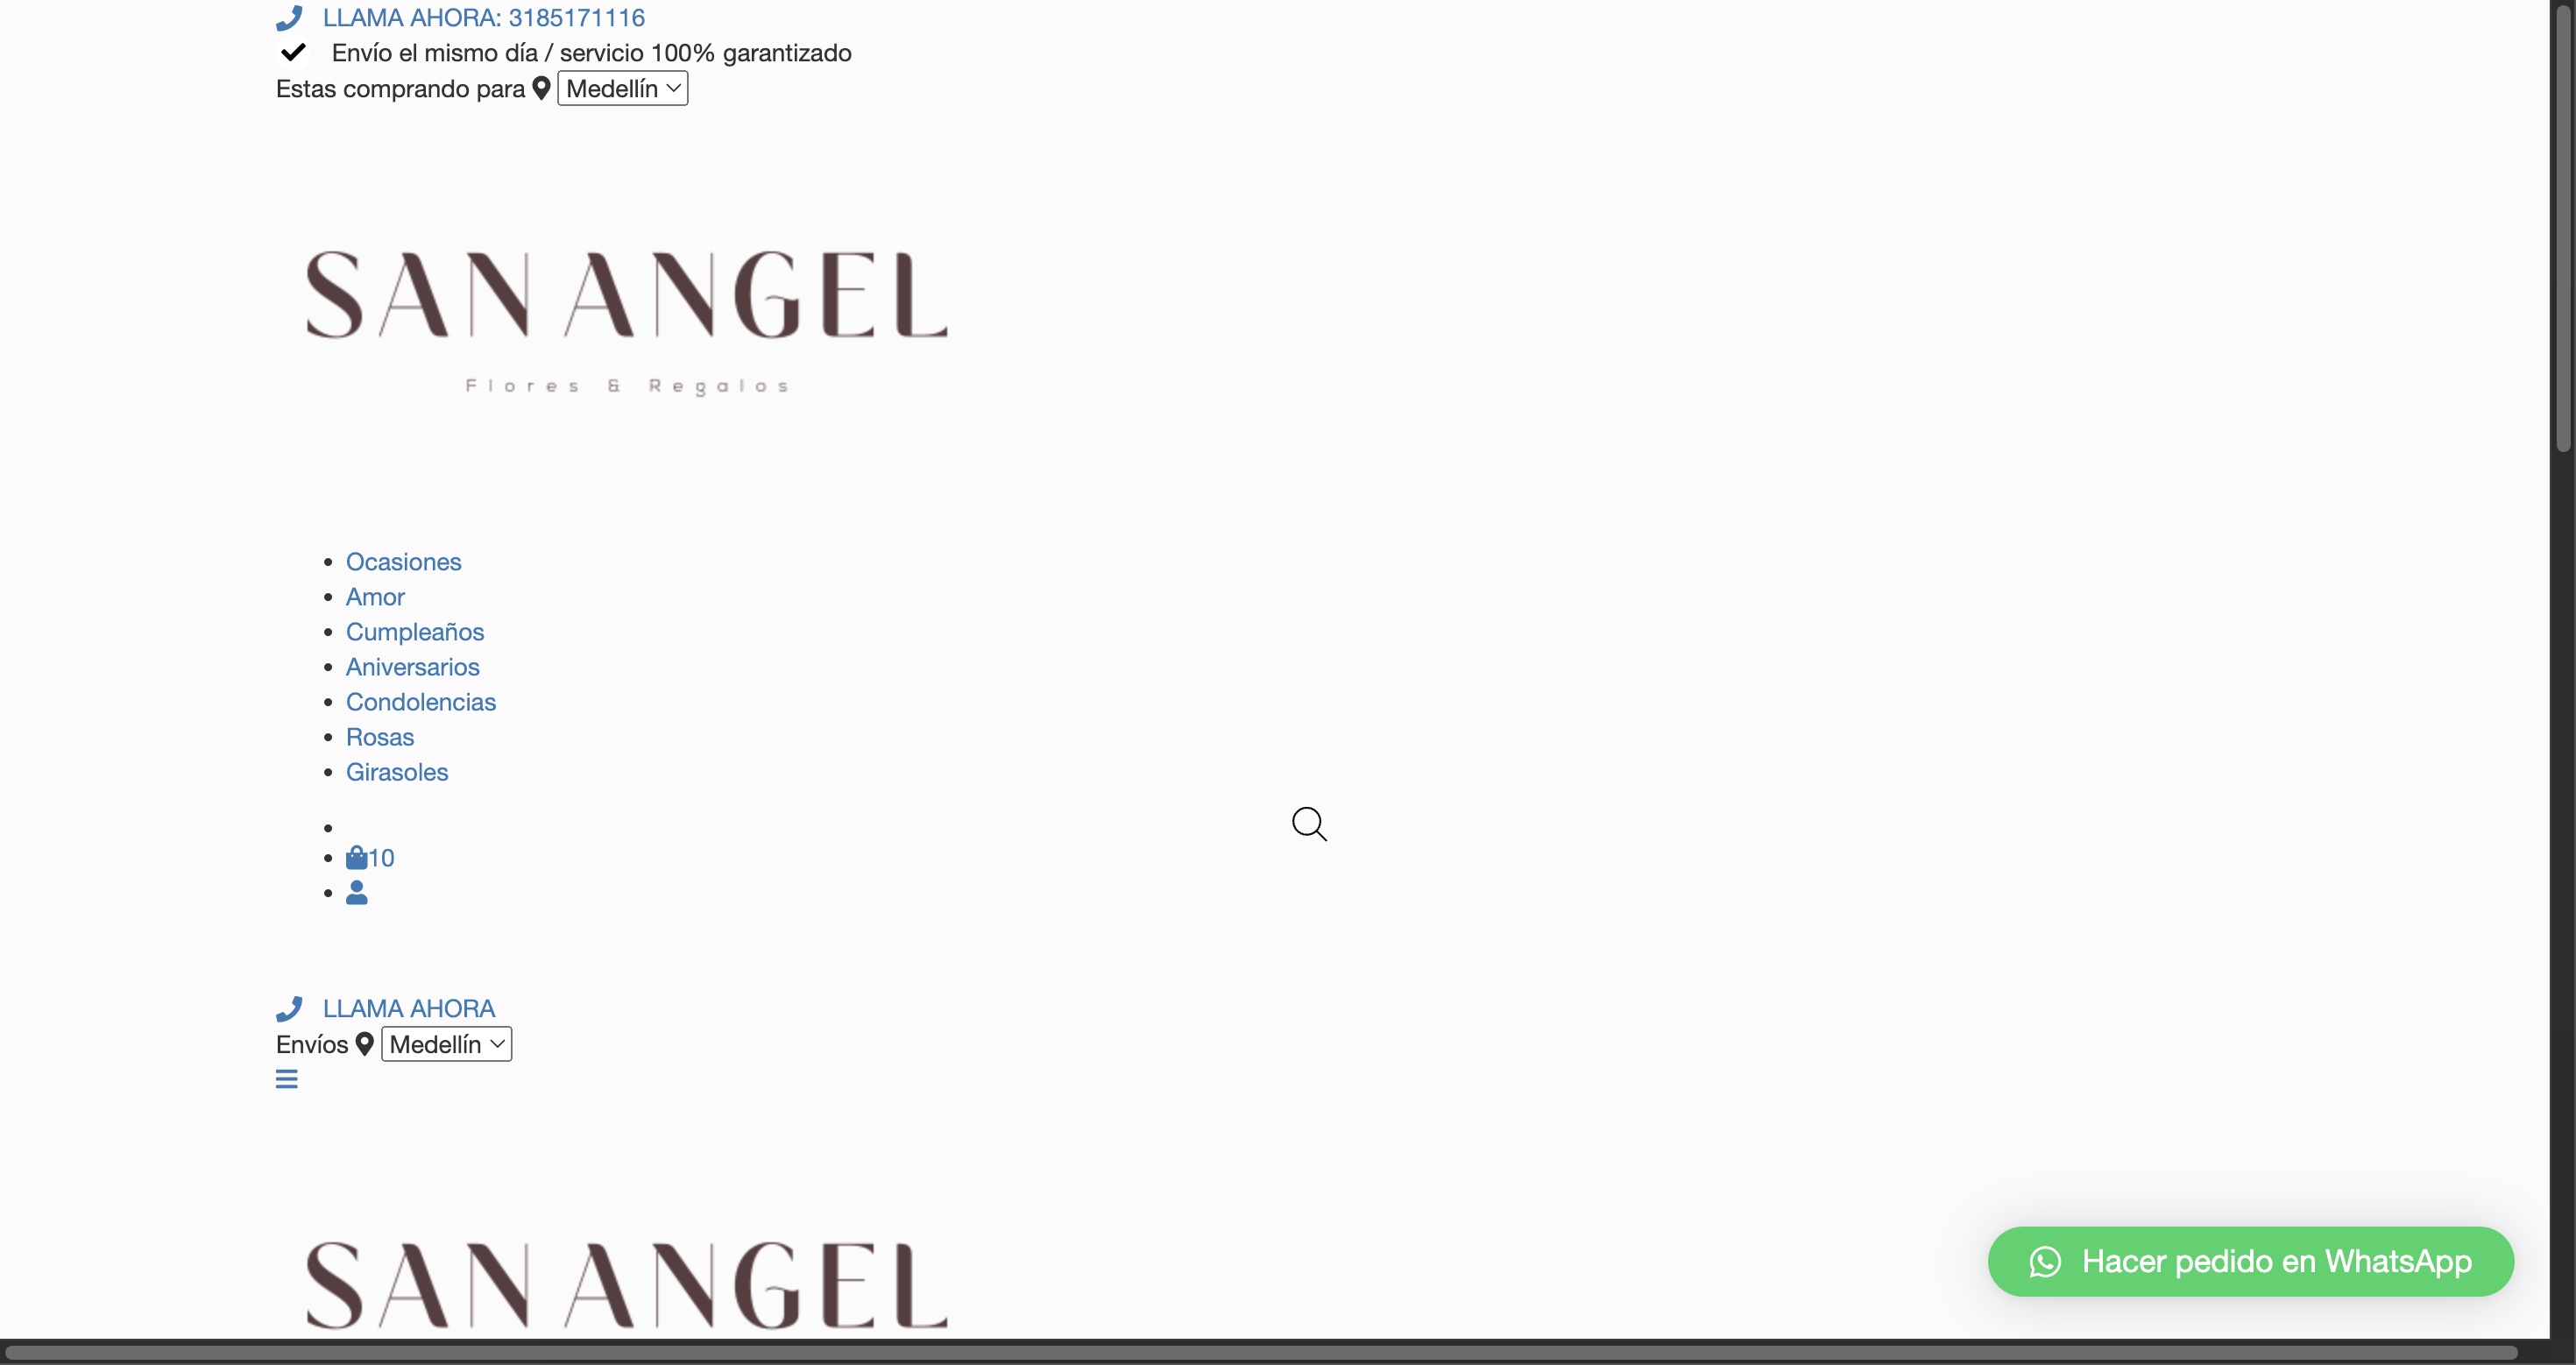 LLAMA AHORA: 3185171116
Envío el mismo día / servicio 100% garantizado
Estas comprando para Medellín
SAN ANGEL
Flores & Regalos
Ocasiones
Amor
Cumpleaños
Aniversarios
Condolencias
Rosas
Girasoles
10
LLAMA AHORA
Envíos Medellín
SAN ANGEL
Hacer pedido en WhatsApp